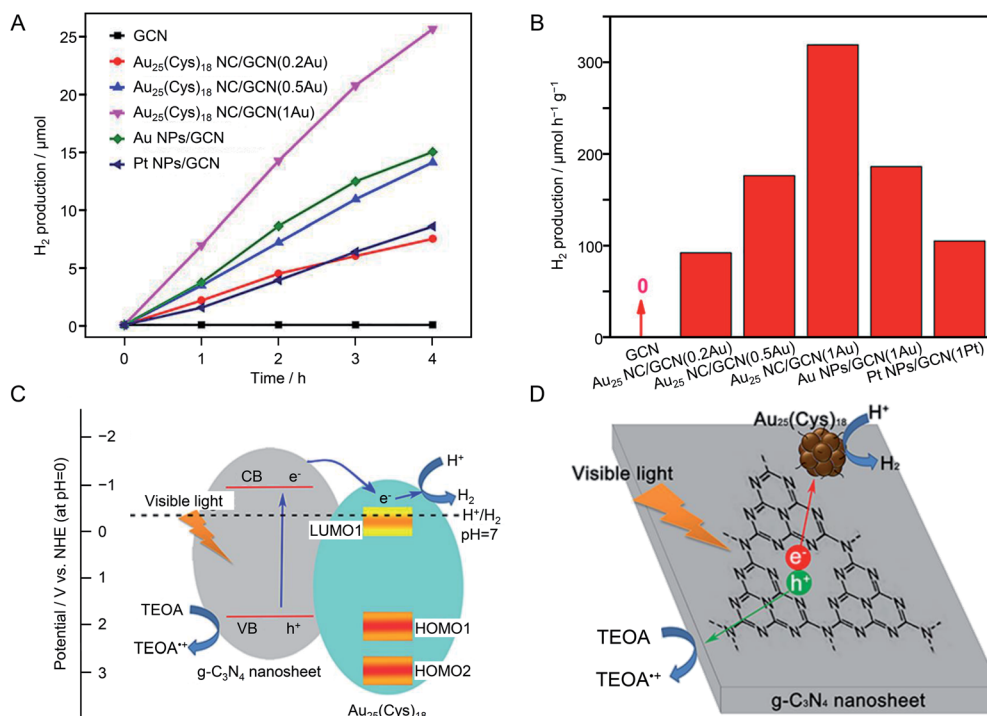 A
H₂ production / μmol
25
20
15
10
5
0
0 1 2 3 4
Time / h
GCN
Au₂₅(Cys)₁₈ NC/GCN(0.2Au)
Au₂₅(Cys)₁₈ NC/GCN(0.5Au)
Au₂₅(Cys)₁₈ NC/GCN(1Au)
Au NPs/GCN
Pt NPs/GCN
B
H₂ production / μmol h⁻¹ g⁻¹
300
200
100
0
0
GCN
Au₂₅ NC/GCN(0.2Au)
Au₂₅ NC/GCN(0.5Au)
Au₂₅ NC/GCN(1Au)
Au NPs/GCN(1Au)
Pt NPs/GCN(1Pt)
C
Potential / V vs. NHE (at pH=0)
−2
−1
0
1
2
3
Visible light
CB e⁻
VB h⁺
TEOA
TEOA•⁺
g-C₃N₄ nanosheet
e⁻
H⁺
H₂
H⁺/H₂
pH=7
LUMO1
HOMO1
HOMO2
Au₂₅(Cys)₁₈
D
Au₂₅(Cys)₁₈
H⁺
H₂
Visible light
N N N N N N N N N N N N N N N N N N N N N N N N N N N N
e⁻
h⁺
TEOA
TEOA•⁺
g-C₃N₄ nanosheet